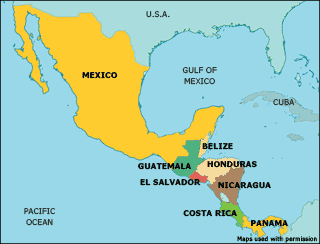 U.S.A.
MEXICO
GULF OF
MEXICO
CUBA
BELIZE
GUATEMALA
HONDURAS
EL SALVADOR
NICARAGUA
PACIFIC
OCEAN
COSTA RICA
PANAMA
Maps used with permission